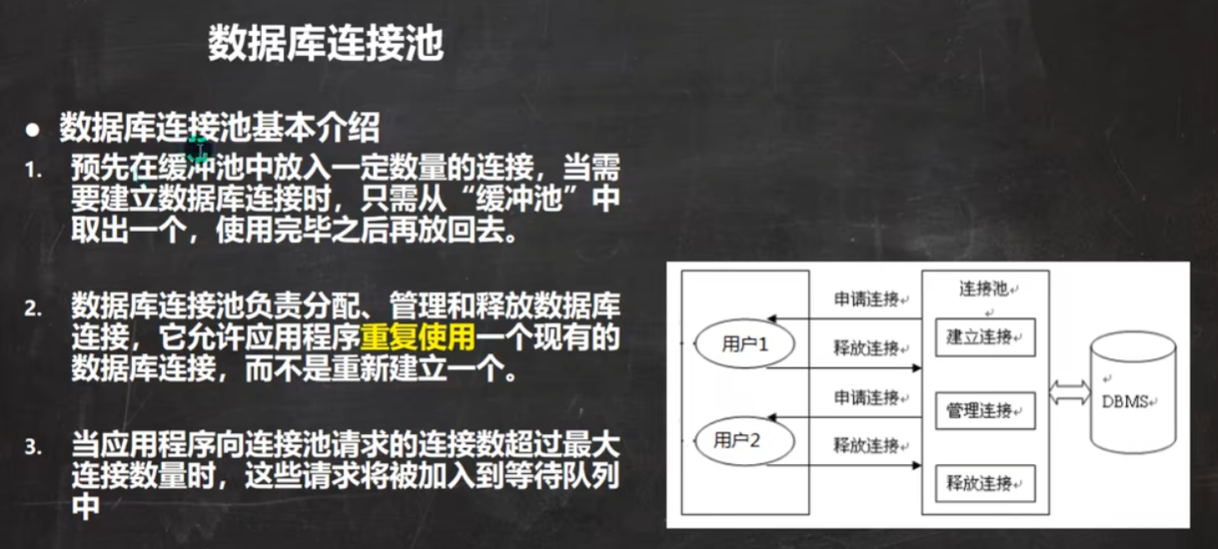 数据库连接池
● 数据库连接池基本介绍
1. 预先在缓冲池中放入一定数量的连接，当需
要建立数据库连接时，只需从“缓冲池”中
取出一个，使用完毕之后再放回去。
2. 数据库连接池负责分配、管理和释放数据库
连接，它允许应用程序重复使用一个现有的
数据库连接，而不是重新建立一个。
3. 当应用程序向连接池请求的连接数超过最大
连接数量时，这些请求将被加入到等待队列
中
用户1
用户2
申请连接
释放连接
申请连接
释放连接
连接池
建立连接
管理连接
释放连接
DBMS